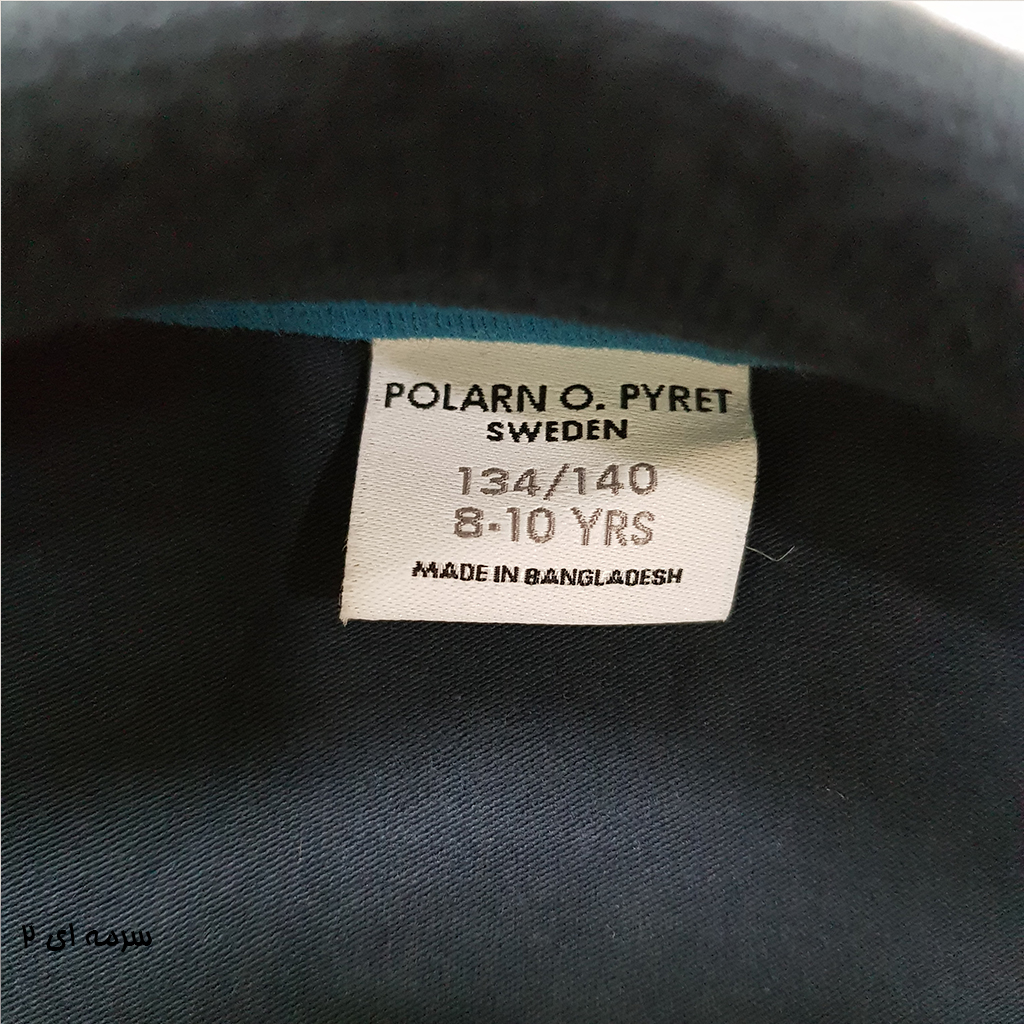 POLARN O. PYRET
SWEDEN
134/140
8-10 YRS
MADE IN BANGLADESH
سرمه ای ۲